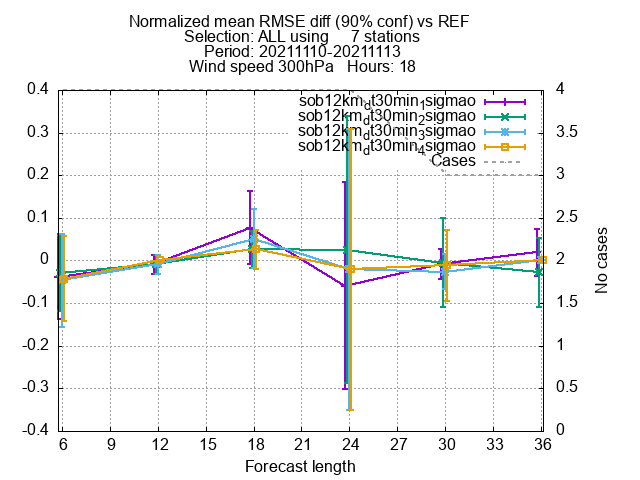 Normalized mean RMSE diff (90% conf) vs REF
Selection: ALL using 7 stations
Period: 20211110-20211113
Wind speed 300hPa Hours: 18
sob12km_dt30min_1sigmao
sob12km_dt30min_2sigmao
sob12km_dt30min_3sigmao
sob12km_dt30min_4sigmao
Cases
0.4
0.3
0.2
0.1
0
-0.1
-0.2
-0.3
-0.4
4
3.5
3
2.5
2
1.5
1
0.5
0
No cases
6 9 12 15 18 21 24 27 30 33 36
Forecast length